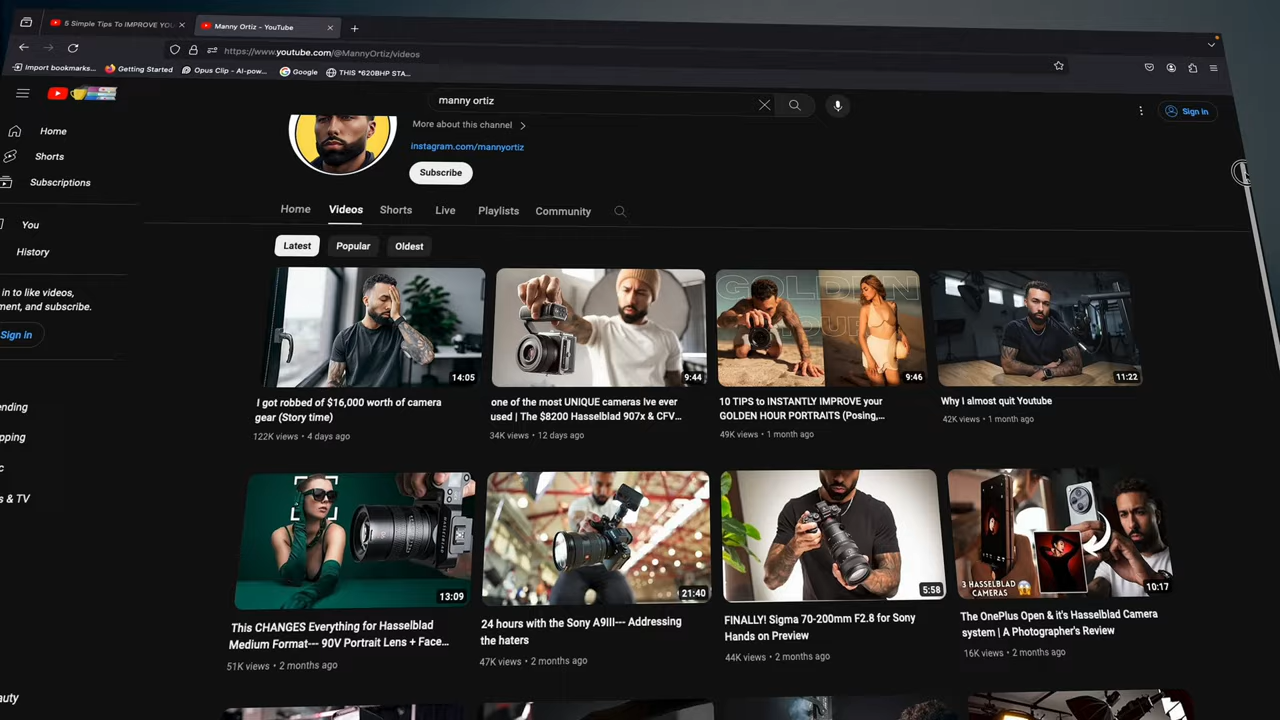 5 Simple Tips To IMPROVE YOU
Manny Ortiz - YouTube
https://www.youtube.com/@MannyOrtiz/videos
Import bookmarks...
Getting Started
Opus Clip - AI-pow...
Google
THIS *620BHP STA...
manny ortiz
Sign in
More about this channel
instagram.com/mannyortiz
Subscribe
Home
Shorts
Subscriptions
You
History
in to like videos,
ment, and subscribe.
Sign in
ending
pping
c
s & TV
auty
Home
Videos
Shorts
Live
Playlists
Community
Latest
Popular
Oldest
14:05
I got robbed of $16,000 worth of camera
gear (Story time)
122K views • 4 days ago
9:44
one of the most UNIQUE cameras Ive ever
used | The $8200 Hasselblad 907x & CFV...
34K views • 12 days ago
GOLDEN
HOUR
9:46
10 TIPS to INSTANTLY IMPROVE your
GOLDEN HOUR PORTRAITS (Posing,...
49K views • 1 month ago
11:22
Why I almost quit Youtube
42K views • 1 month ago
13:09
This CHANGES Everything for Hasselblad
Medium Format--- 90V Portrait Lens + Face...
51K views • 2 months ago
21:40
24 hours with the Sony A9III--- Addressing
the haters
47K views • 2 months ago
5:58
FINALLY! Sigma 70-200mm F2.8 for Sony
Hands on Preview
44K views • 2 months ago
3 HASSELBLAD
CAMERAS
10:17
The OnePlus Open & it's Hasselblad Camera
system | A Photographer's Review
16K views • 2 months ago